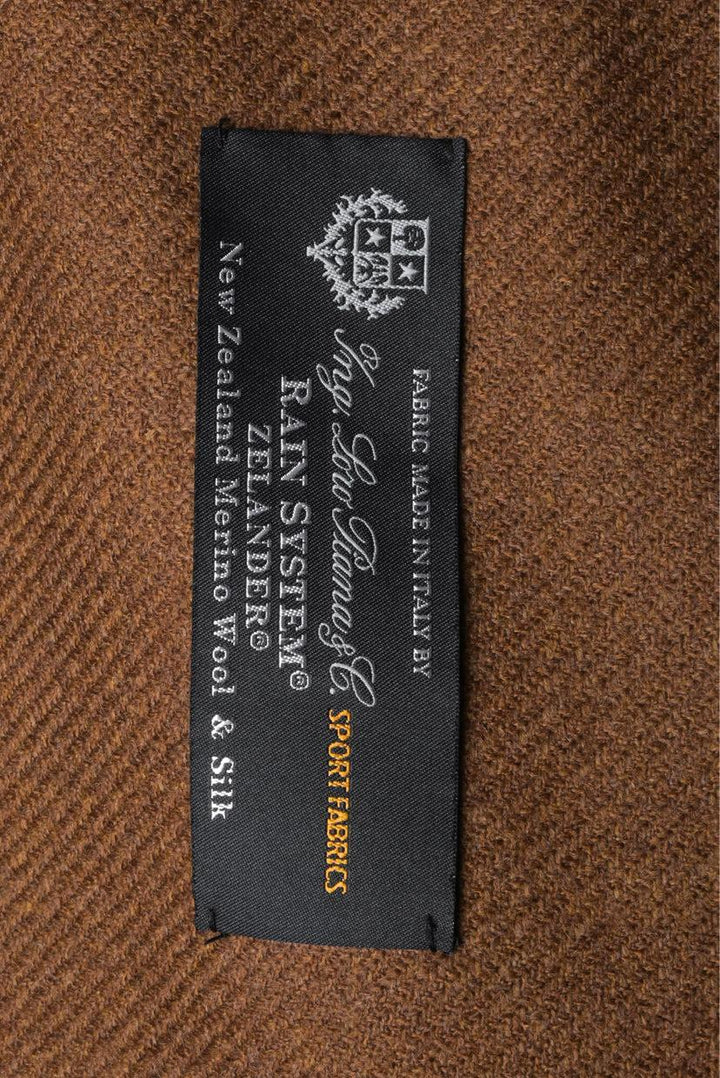 FABRIC MADE IN ITALY BY
Ing. Loro Piana & C. SPORT FABRICS
RAIN SYSTEM®
ZELANDER®
New Zealand Merino Wool & Silk